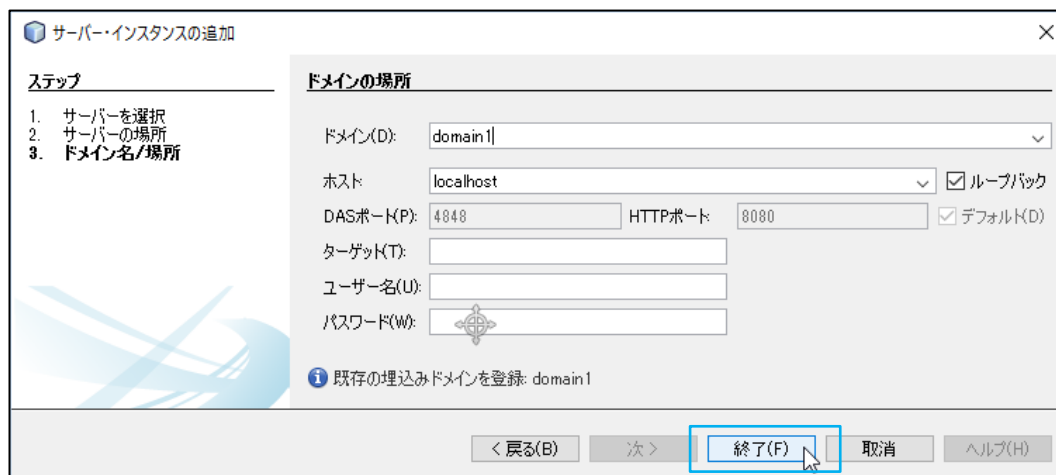 サーバー・インスタンスの追加
ステップ
1. サーバーを選択
2. サーバーの場所
3. ドメイン名/場所
ドメインの場所
ドメイン(D): domain1
ホスト: localhost ループバック
DASポート(P): 4848 HTTPポート: 8080 デフォルト(D)
ターゲット(T):
ユーザー名(U):
パスワード(W):
既存の埋込みドメインを登録: domain1
< 戻る(B) 次 > 終了(F) 取消 ヘルプ(H)